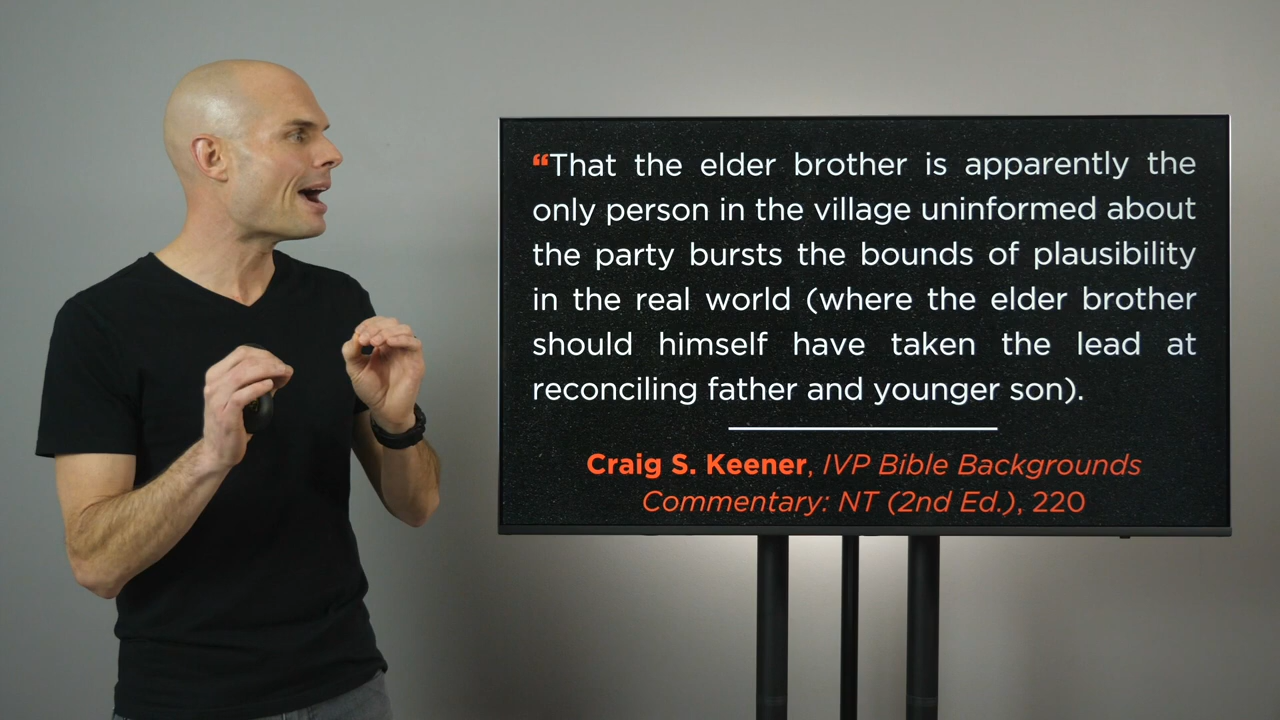 “That the elder brother is apparently the
only person in the village uninformed about
the party bursts the bounds of plausibility
in the real world (where the elder brother
should himself have taken the lead at
reconciling father and younger son).
Craig S. Keener, IVP Bible Backgrounds
Commentary: NT (2nd Ed.), 220